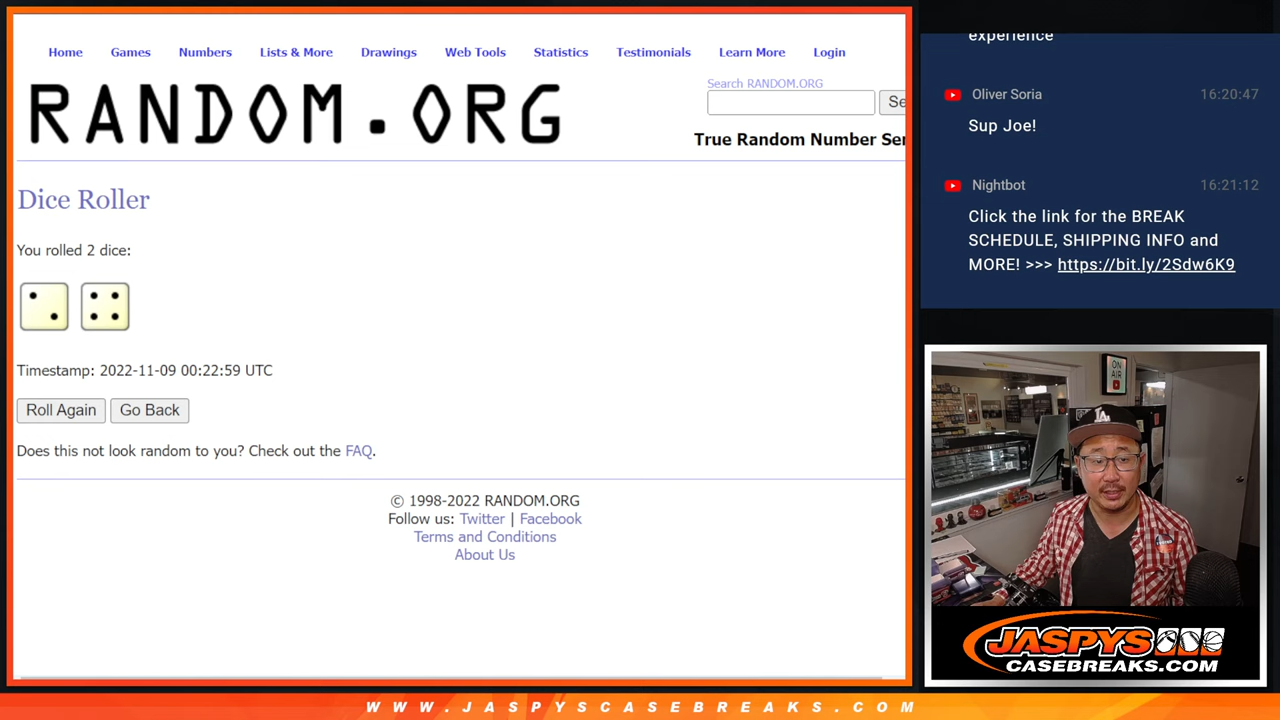 Home Games Numbers Lists & More Drawings Web Tools Statistics Testimonials Learn More Login
RANDOM.ORG
Search RANDOM.ORG
Se
True Random Number Ser
Dice Roller
You rolled 2 dice:
Timestamp: 2022-11-09 00:22:59 UTC
Roll Again Go Back
Does this not look random to you? Check out the FAQ.
© 1998-2022 RANDOM.ORG
Follow us: Twitter | Facebook
Terms and Conditions
About Us
experience
Oliver Soria 16:20:47
Sup Joe!
Nightbot 16:21:12
Click the link for the BREAK
SCHEDULE, SHIPPING INFO and
MORE! >>> https://bit.ly/2Sdw6K9
ON
AIR
LA
JASPYS
CASEBREAKS.COM
WWW.JASPYSCASEBREAKS.COM